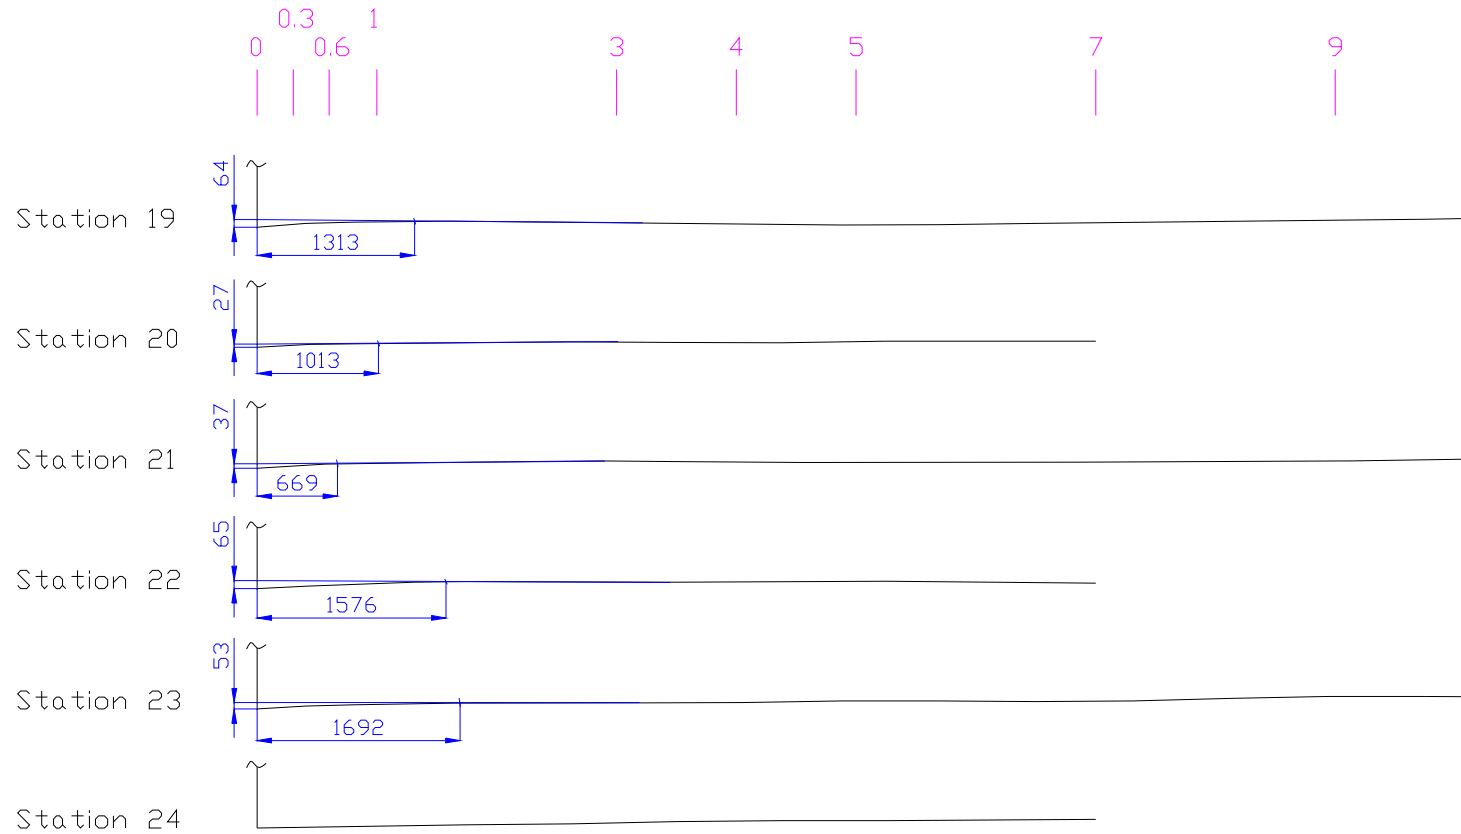 0.3 1
0 0.6 3 4 5 7 9
64
Station 19
1313
27
Station 20
1013
37
Station 21
669
65
Station 22
1576
53
Station 23
1692
Station 24